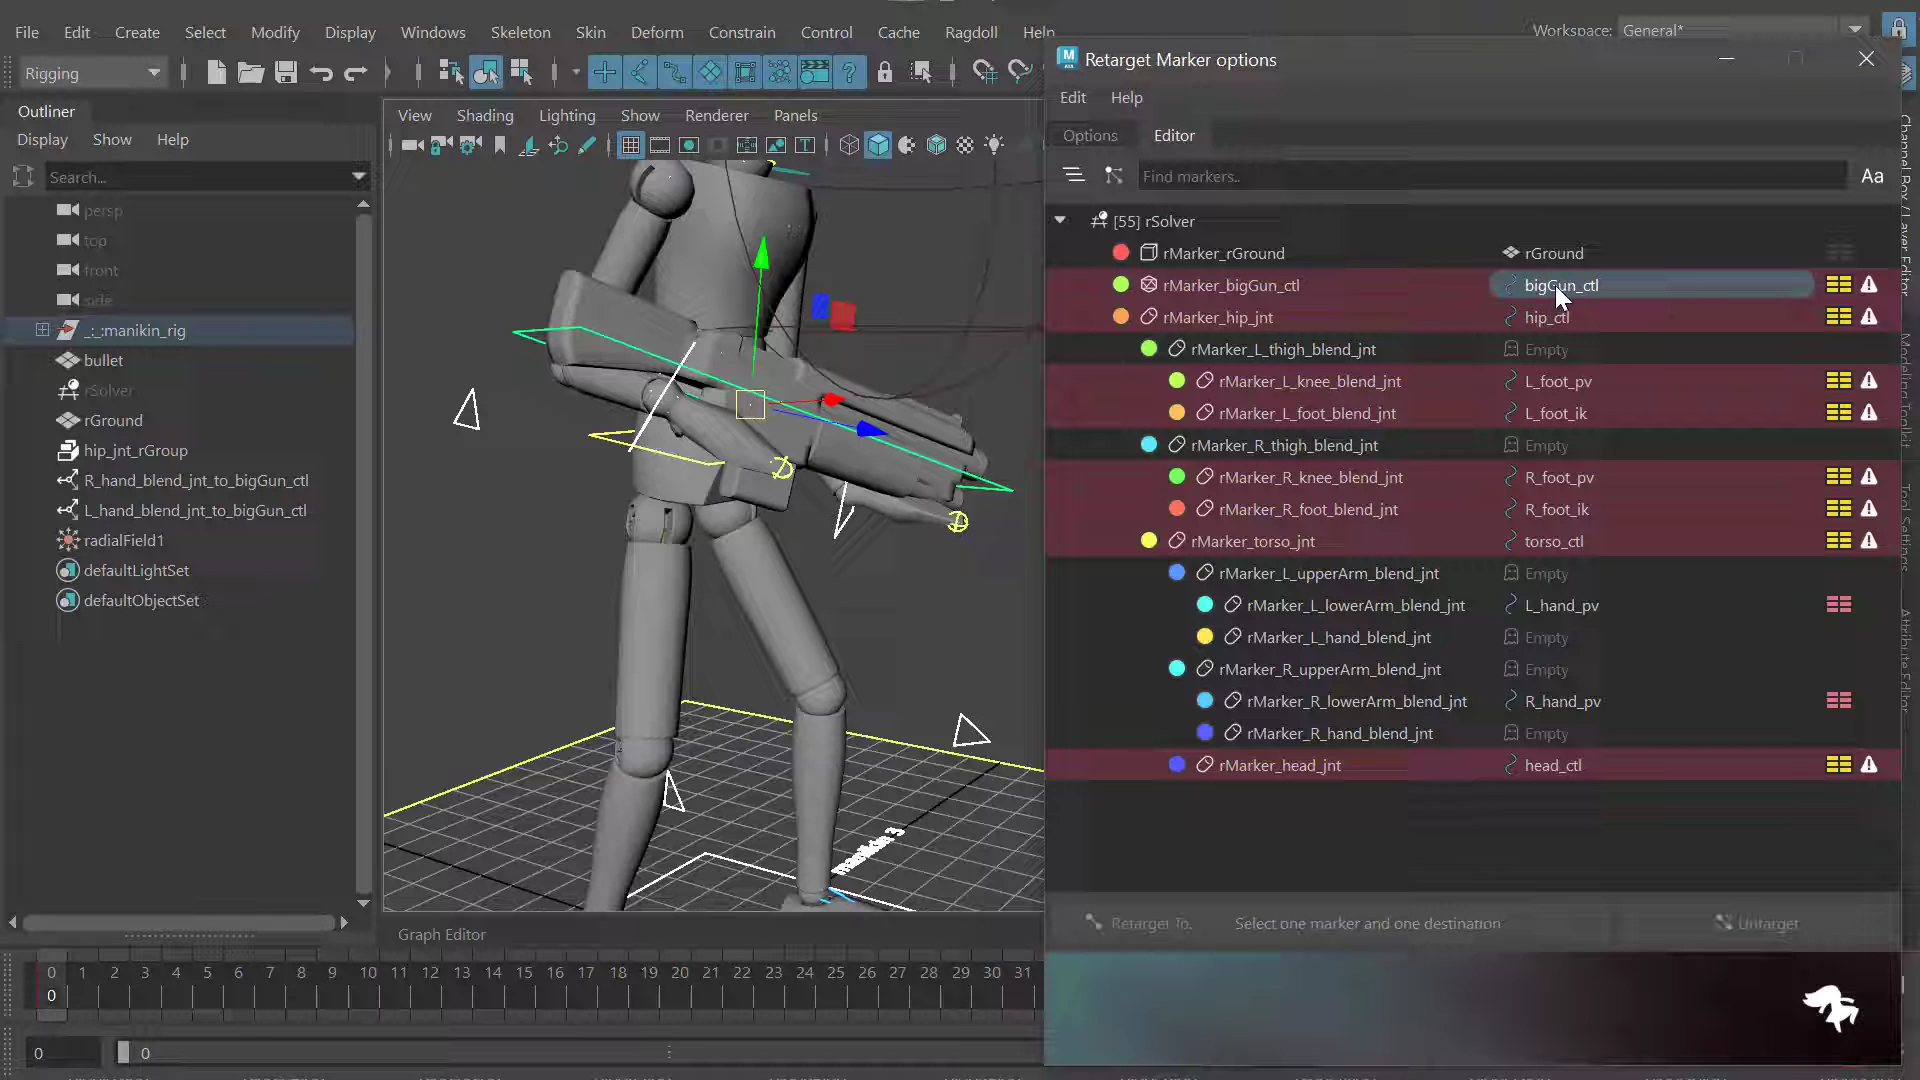 File Edit Create Select Modify Display Windows Skeleton Skin Deform Constrain Control Cache Ragdoll Help
Workspace: General*
Rigging
Outliner
Display Show Help
Search...
persp
top
front
side
_:_:manikin_rig
bullet
rSolver
rGround
hip_jnt_rGroup
R_hand_blend_jnt_to_bigGun_ctl
L_hand_blend_jnt_to_bigGun_ctl
radialField1
defaultLightSet
defaultObjectSet
View Shading Lighting Show Renderer Panels
manikin 3
Graph Editor
0 1 2 3 4 5 6 7 8 9 10 11 12 13 14 15 16 17 18 19 20 21 22 23 24 25 26 27 28 29 30 31
0
0 0
Retarget Marker options
Edit Help
Options Editor
Find markers..
Aa
[55] rSolver
rMarker_rGround rGround
rMarker_bigGun_ctl bigGun_ctl
rMarker_hip_jnt hip_ctl
rMarker_L_thigh_blend_jnt Empty
rMarker_L_knee_blend_jnt L_foot_pv
rMarker_L_foot_blend_jnt L_foot_ik
rMarker_R_thigh_blend_jnt Empty
rMarker_R_knee_blend_jnt R_foot_pv
rMarker_R_foot_blend_jnt R_foot_ik
rMarker_torso_jnt torso_ctl
rMarker_L_upperArm_blend_jnt Empty
rMarker_L_lowerArm_blend_jnt L_hand_pv
rMarker_L_hand_blend_jnt Empty
rMarker_R_upperArm_blend_jnt Empty
rMarker_R_lowerArm_blend_jnt R_hand_pv
rMarker_R_hand_blend_jnt Empty
rMarker_head_jnt head_ctl
Retarget To.. Select one marker and one destination Untarget